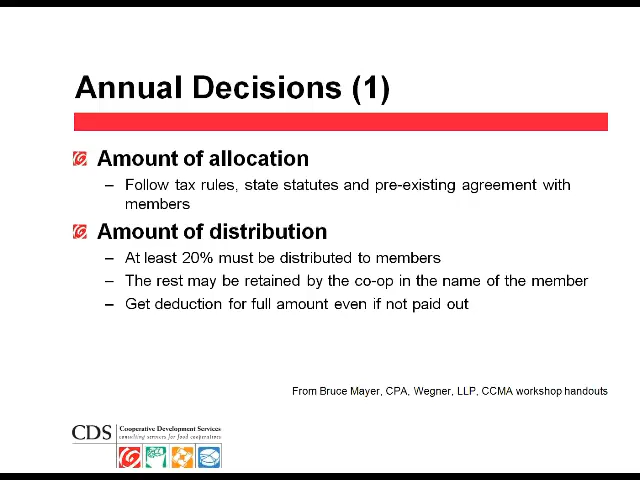 Annual Decisions (1)
Amount of allocation
– Follow tax rules, state statutes and pre-existing agreement with
members
Amount of distribution
– At least 20% must be distributed to members
– The rest may be retained by the co-op in the name of the member
– Get deduction for full amount even if not paid out
From Bruce Mayer, CPA, Wegner, LLP, CCMA workshop handouts
CDS Cooperative Development Services
consulting services for food cooperatives